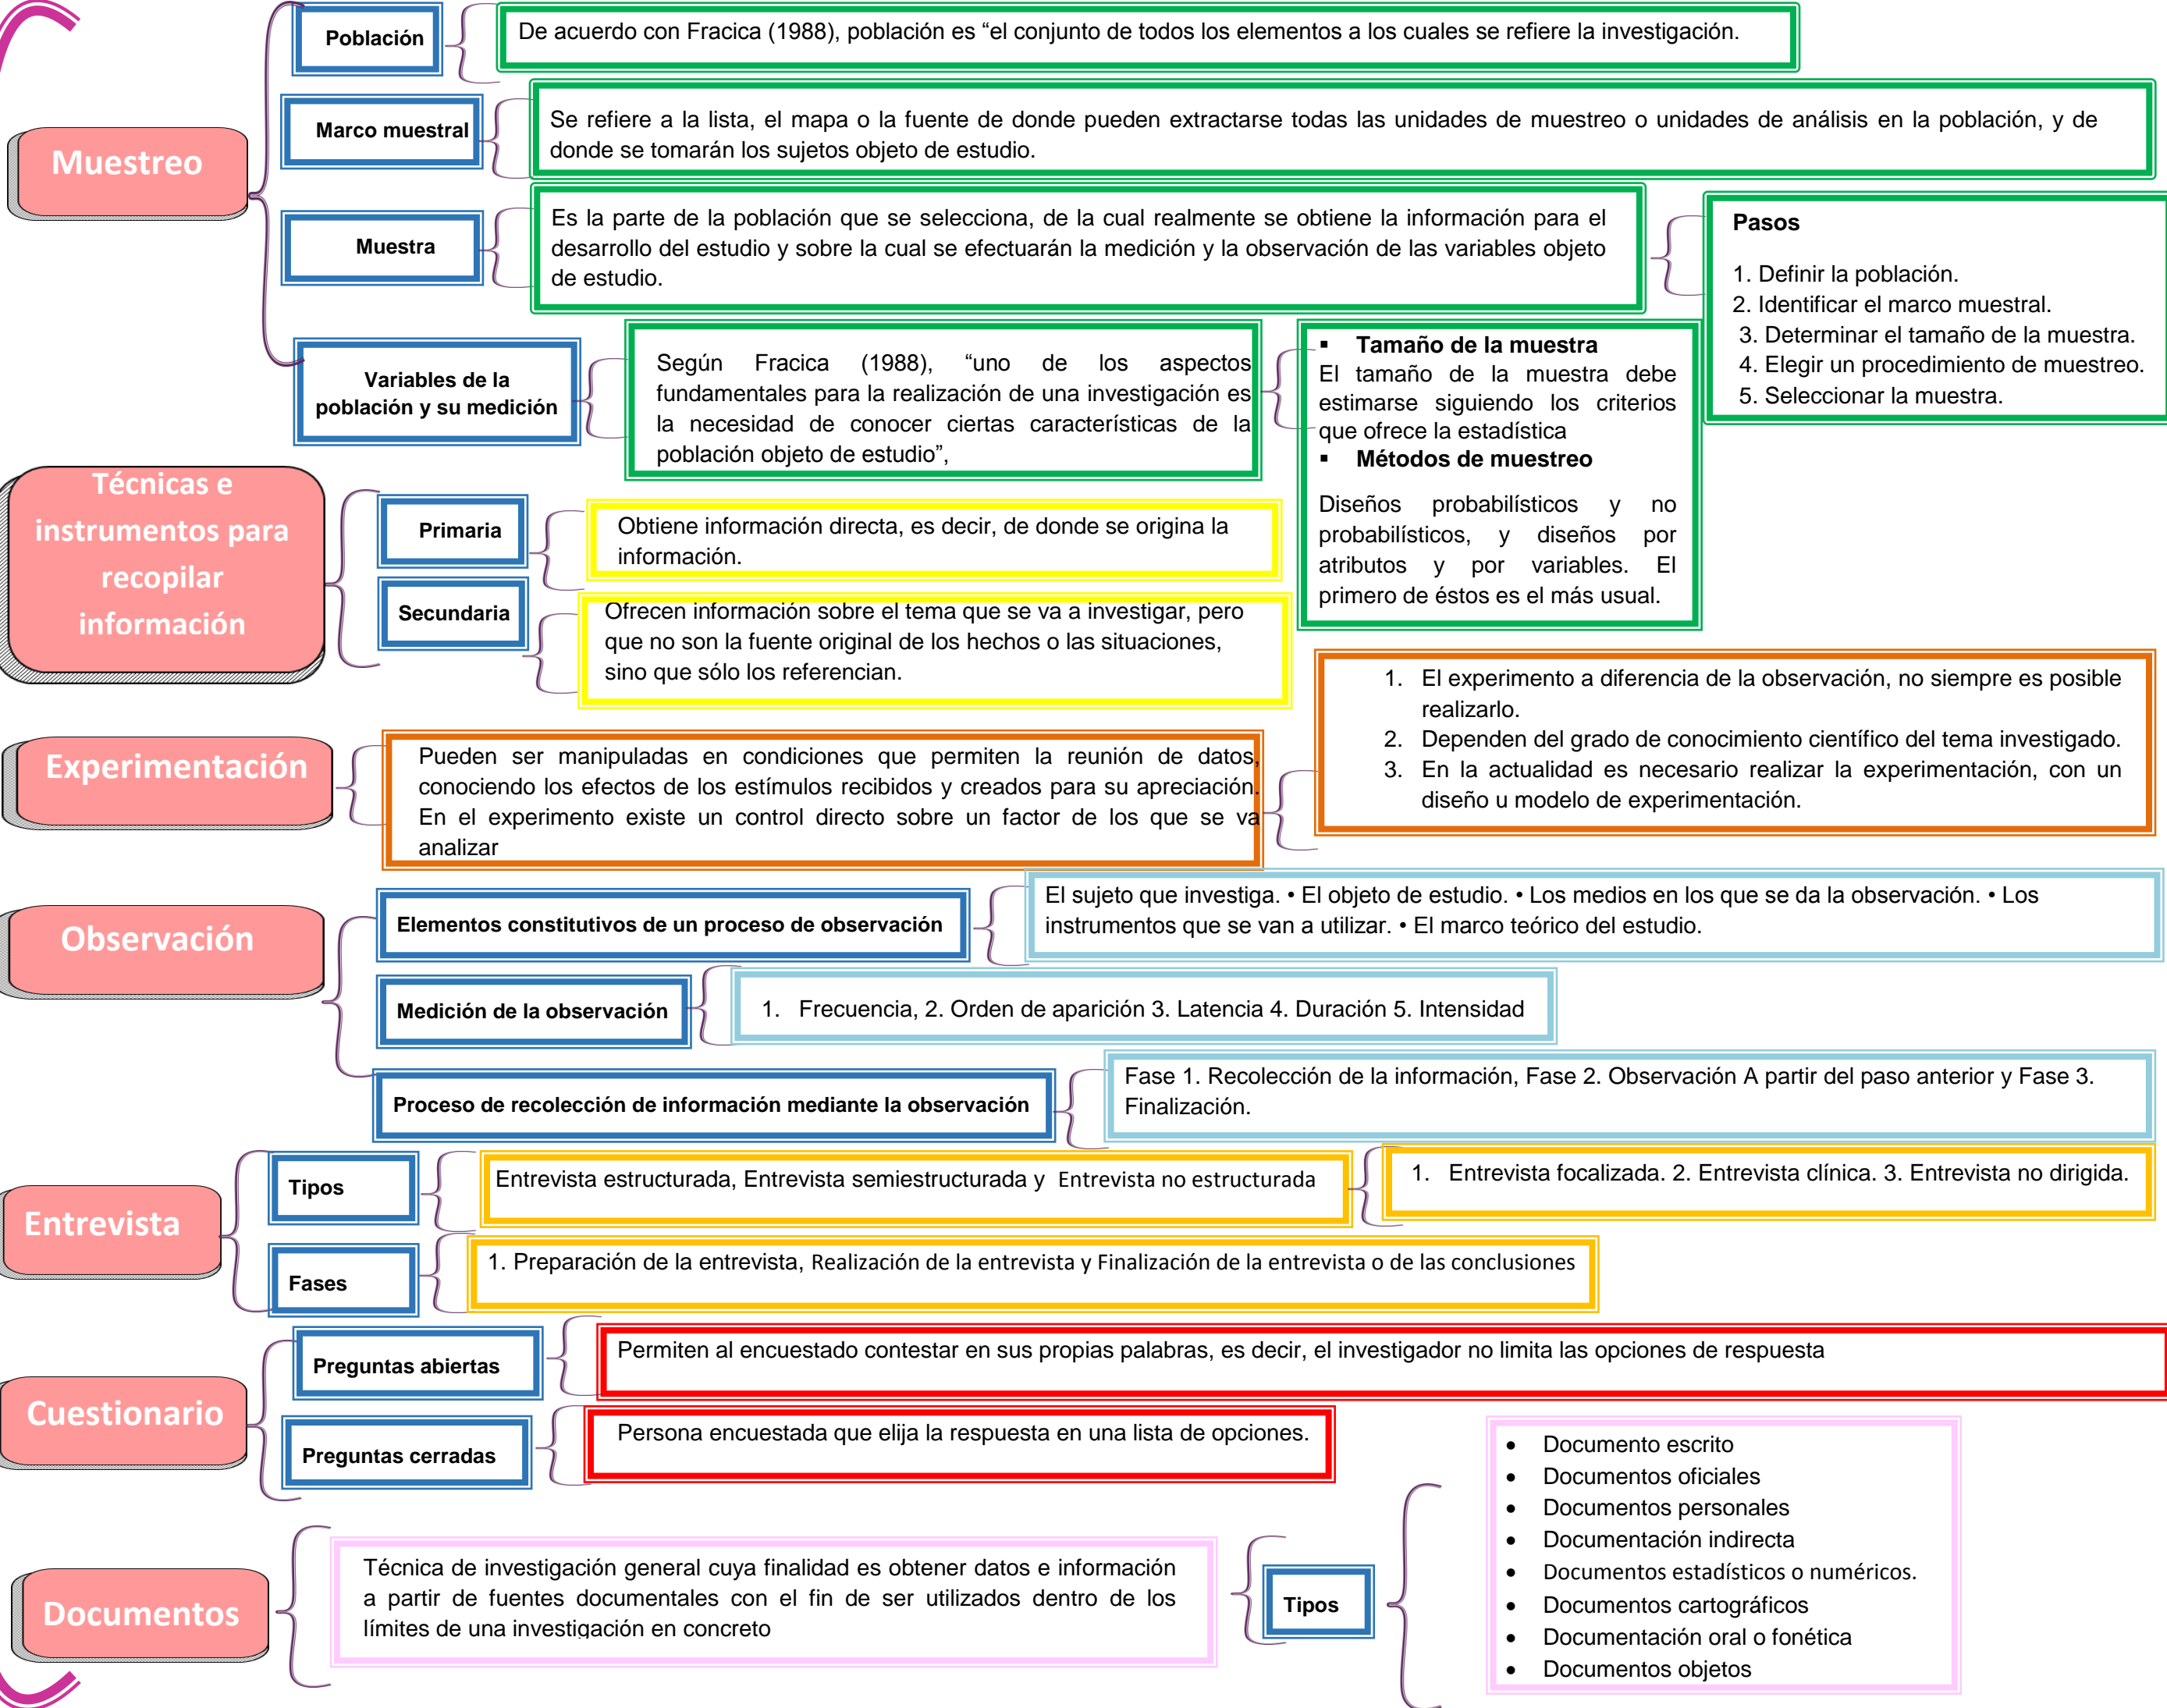 Muestreo
Población
De acuerdo con Fracica (1988), población es “el conjunto de todos los elementos a los cuales se refiere la investigación.
Marco muestral
Se refiere a la lista, el mapa o la fuente de donde pueden extractarse todas las unidades de muestreo o unidades de análisis en la población, y de
donde se tomarán los sujetos objeto de estudio.
Muestra
Es la parte de la población que se selecciona, de la cual realmente se obtiene la información para el
desarrollo del estudio y sobre la cual se efectuarán la medición y la observación de las variables objeto
de estudio.
Pasos
1. Definir la población.
2. Identificar el marco muestral.
3. Determinar el tamaño de la muestra.
4. Elegir un procedimiento de muestreo.
5. Seleccionar la muestra.
Variables de la
población y su medición
Según Fracica (1988), “uno de los aspectos
fundamentales para la realización de una investigación es
la necesidad de conocer ciertas características de la
población objeto de estudio”,
▪ Tamaño de la muestra
El tamaño de la muestra debe
estimarse siguiendo los criterios
que ofrece la estadística
▪ Métodos de muestreo
Diseños probabilísticos y no
probabilísticos, y diseños por
atributos y por variables. El
primero de éstos es el más usual.
Técnicas e
instrumentos para
recopilar
información
Primaria
Obtiene información directa, es decir, de donde se origina la
información.
Secundaria
Ofrecen información sobre el tema que se va a investigar, pero
que no son la fuente original de los hechos o las situaciones,
sino que sólo los referencian.
Experimentación
Pueden ser manipuladas en condiciones que permiten la reunión de datos,
conociendo los efectos de los estímulos recibidos y creados para su apreciación.
En el experimento existe un control directo sobre un factor de los que se va
analizar
1. El experimento a diferencia de la observación, no siempre es posible
realizarlo.
2. Dependen del grado de conocimiento científico del tema investigado.
3. En la actualidad es necesario realizar la experimentación, con un
diseño u modelo de experimentación.
Observación
Elementos constitutivos de un proceso de observación
El sujeto que investiga. • El objeto de estudio. • Los medios en los que se da la observación. • Los
instrumentos que se van a utilizar. • El marco teórico del estudio.
Medición de la observación
1. Frecuencia, 2. Orden de aparición 3. Latencia 4. Duración 5. Intensidad
Proceso de recolección de información mediante la observación
Fase 1. Recolección de la información, Fase 2. Observación A partir del paso anterior y Fase 3.
Finalización.
Entrevista
Tipos
Entrevista estructurada, Entrevista semiestructurada y Entrevista no estructurada
1. Entrevista focalizada. 2. Entrevista clínica. 3. Entrevista no dirigida.
Fases
1. Preparación de la entrevista, Realización de la entrevista y Finalización de la entrevista o de las conclusiones
Cuestionario
Preguntas abiertas
Permiten al encuestado contestar en sus propias palabras, es decir, el investigador no limita las opciones de respuesta
Preguntas cerradas
Persona encuestada que elija la respuesta en una lista de opciones.
Documentos
Técnica de investigación general cuya finalidad es obtener datos e información
a partir de fuentes documentales con el fin de ser utilizados dentro de los
límites de una investigación en concreto
Tipos
• Documento escrito
• Documentos oficiales
• Documentos personales
• Documentación indirecta
• Documentos estadísticos o numéricos.
• Documentos cartográficos
• Documentación oral o fonética
• Documentos objetos